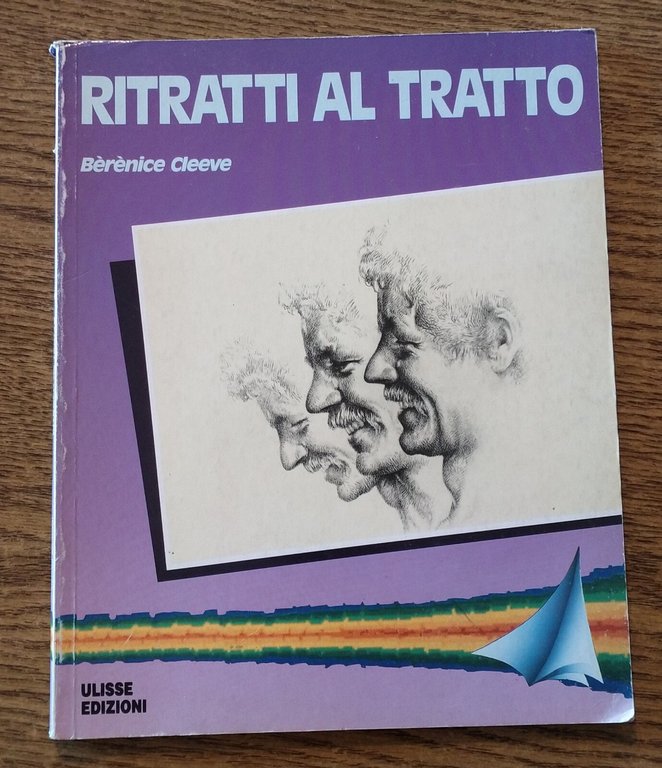 RITRATTI AL TRATTO
Bèrènice Cleeve
ULISSE
EDIZIONI